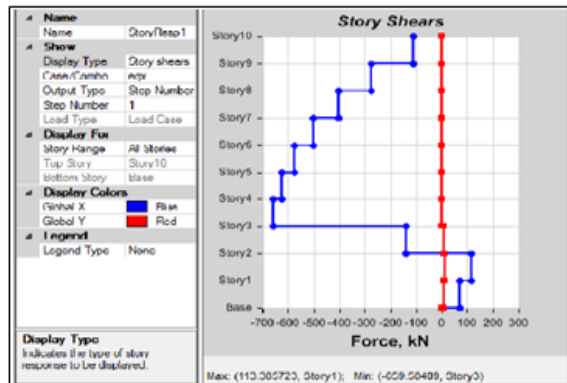 Name
Name StoryResp1
Show
Display Type Story shears
Case/Combo eqx
Output Type Step Number
Step Number 1
Load Type Load Case
Display For
Story Range All Stories
Top Story Story10
Bottom Story Base
Display Colors
Global X Blue
Global Y Red
Legend
Legend Type None
Display Type
Indicates the type of story
response to be displayed.
Story Shears
Story10
Story9
Story8
Story7
Story6
Story5
Story4
Story3
Story2
Story1
Base
-700 -600 -500 -400 -300 -200 -100 0 100 200 300
Force, kN
Max: Story1); Min: Story3)